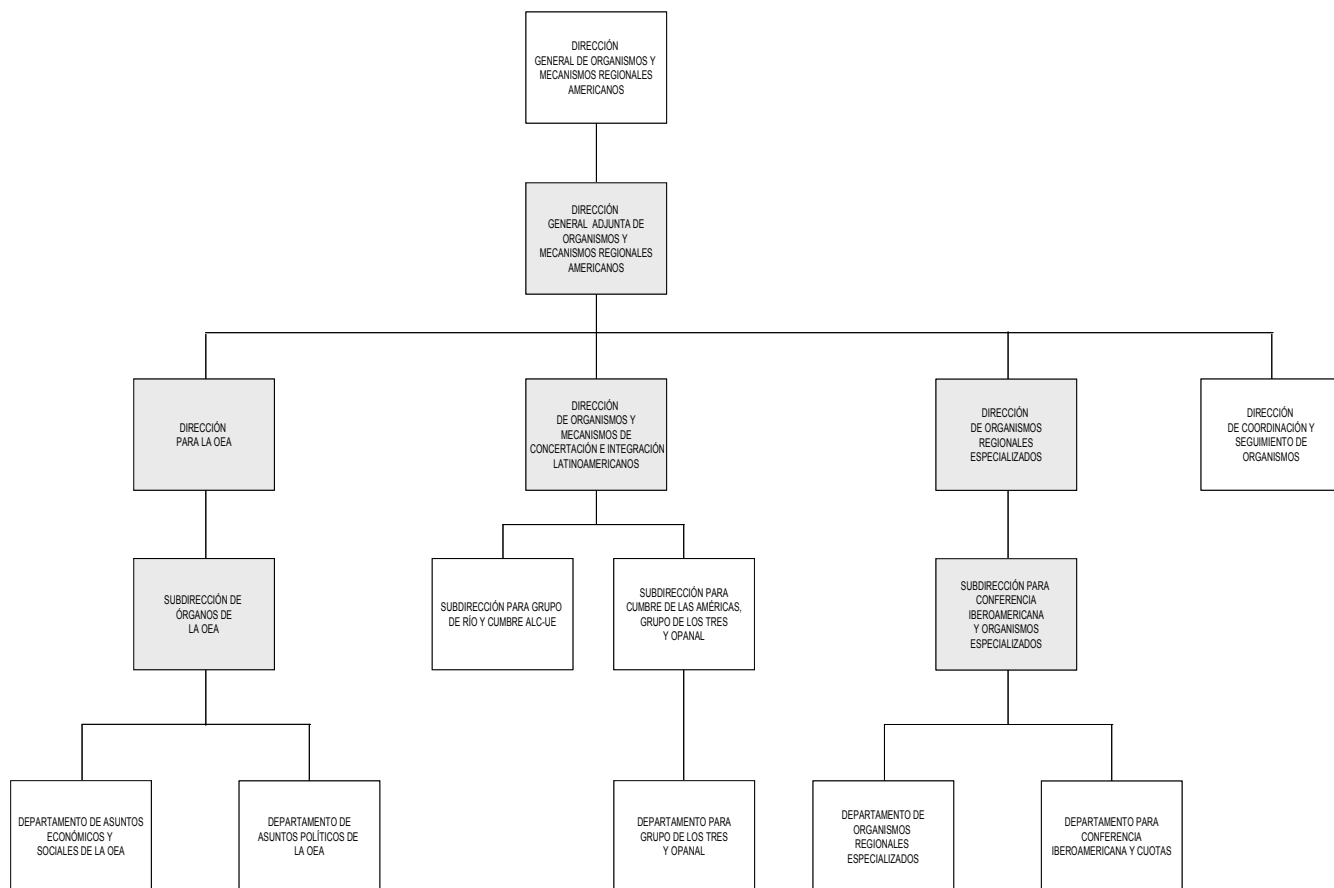 DIRECCIÓN
GENERAL DE ORGANISMOS Y
MECANISMOS REGIONALES
AMERICANOS
DIRECCIÓN
GENERAL ADJUNTA DE
ORGANISMOS Y
MECANISMOS REGIONALES
AMERICANOS
DIRECCIÓN
PARA LA OEA
DIRECCIÓN
DE ORGANISMOS Y
MECANISMOS DE
CONCERTACIÓN E INTEGRACIÓN
LATINOAMERICANOS
DIRECCIÓN
DE ORGANISMOS
REGIONALES
ESPECIALIZADOS
DIRECCIÓN
DE COORDINACIÓN Y
SEGUIMIENTO DE
ORGANISMOS
SUBDIRECCIÓN DE
ÓRGANOS DE
LA OEA
SUBDIRECCIÓN PARA GRUPO
DE RÍO Y CUMBRE ALC-UE
SUBDIRECCIÓN PARA
CUMBRE DE LAS AMÉRICAS,
GRUPO DE LOS TRES
Y OPANAL
SUBDIRECCIÓN PARA
CONFERENCIA
IBEROAMERICANA
Y ORGANISMOS
ESPECIALIZADOS
DEPARTAMENTO DE ASUNTOS
ECONÓMICOS Y
SOCIALES DE LA OEA
DEPARTAMENTO DE
ASUNTOS POLÍTICOS DE
LA OEA
DEPARTAMENTO PARA
GRUPO DE LOS TRES
Y OPANAL
DEPARTAMENTO DE
ORGANISMOS
REGIONALES
ESPECIALIZADOS
DEPARTAMENTO PARA
CONFERENCIA
IBEROAMERICANA Y CUOTAS